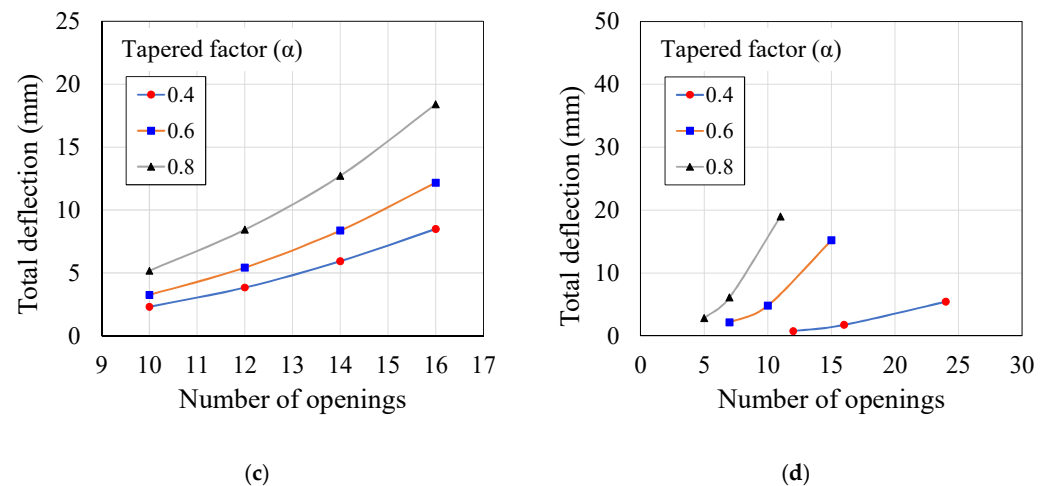 25
20
15
10
5
0
Total deflection (mm)
Tapered factor (α)
0.4
0.6
0.8
9 10 11 12 13 14 15 16 17
Number of openings
(c)
50
40
30
20
10
0
Total deflection (mm)
Tapered factor (α)
0.4
0.6
0.8
0 5 10 15 20 25 30
Number of openings
(d)